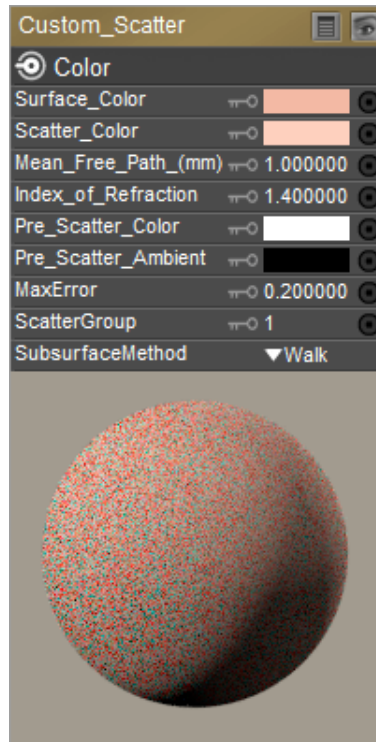 Custom_Scatter
Color
Surface_Color
Scatter_Color
Mean_Free_Path_(mm) 1.000000
Index_of_Refraction 1.400000
Pre_Scatter_Color
Pre_Scatter_Ambient
MaxError 0.200000
ScatterGroup 1
SubsurfaceMethod ▼Walk